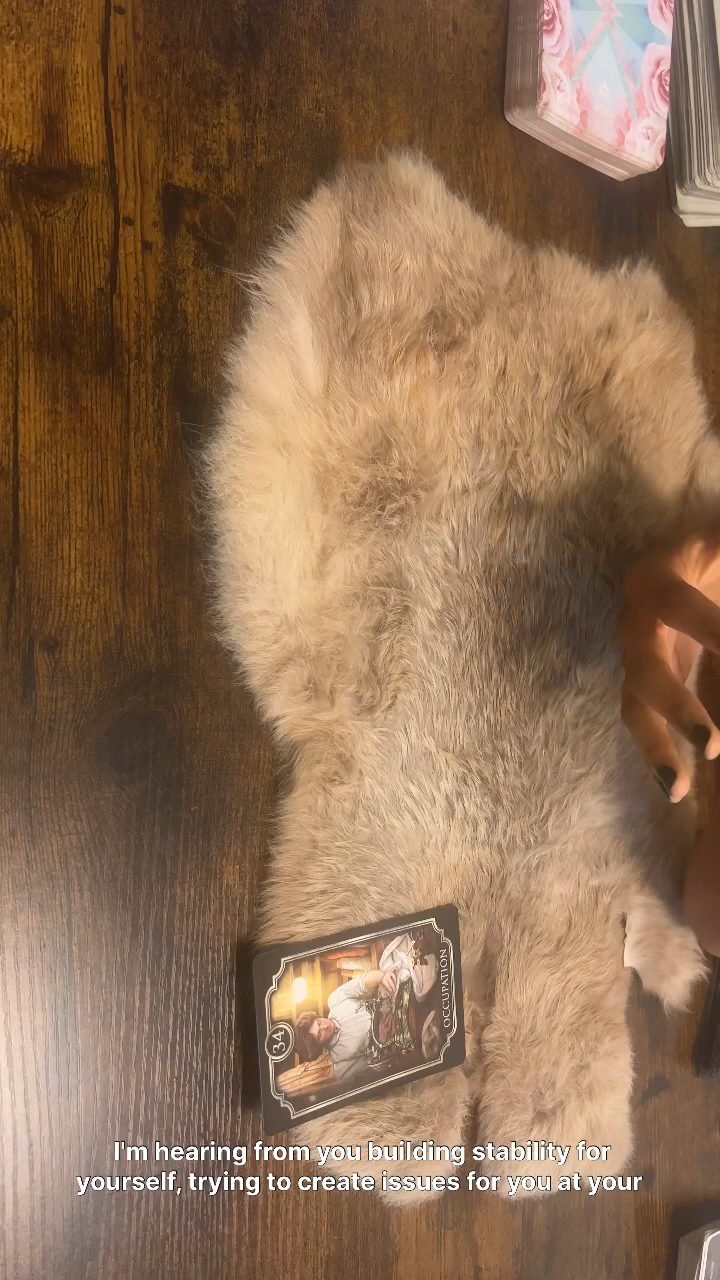 34
OCCUPATION
I'm hearing from you building stability for
yourself, trying to create issues for you at your